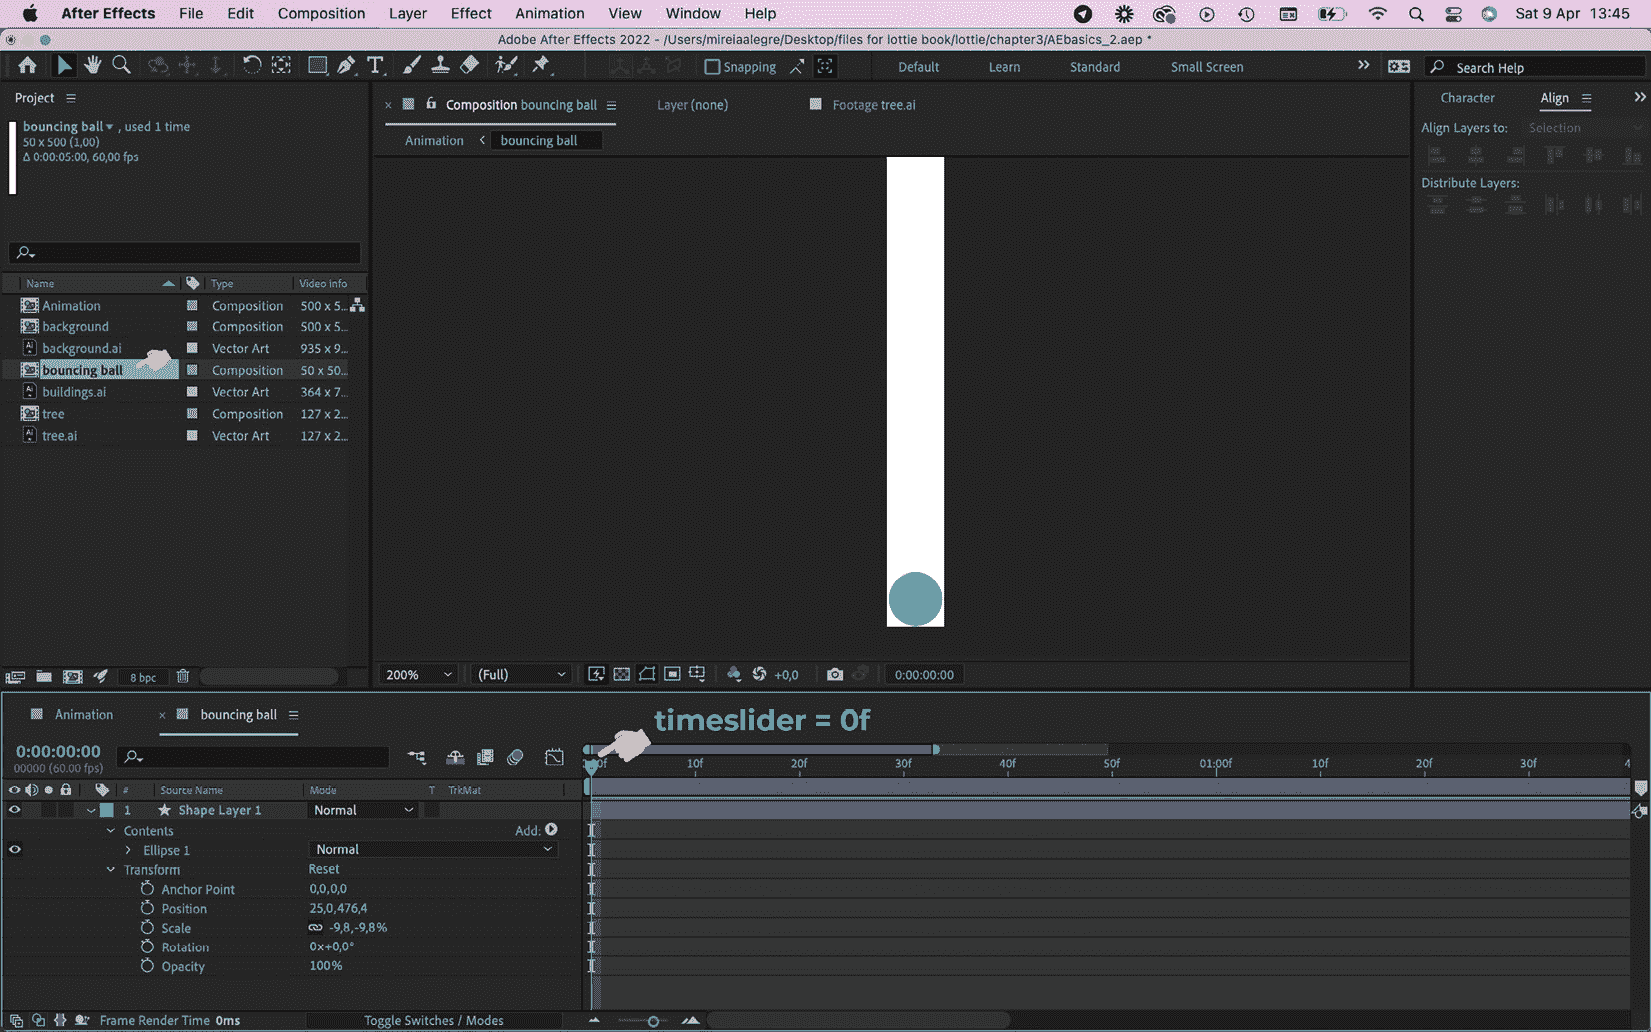 After Effects File Edit Composition Layer Effect Animation View Window Help Sat 9 Apr 13:45
Adobe After Effects 2022 - /Users/mireiaalegre/Desktop/files for lottie book/lottie/chapter3/AEbasics_2.aep *
Snapping Default Learn Standard Small Screen Search Help
Project
bouncing ball , used 1 time
50 x 500 (1,00)
Δ 0:00:05:00, 60,00 fps
Name Type Video Info
Animation Composition 500 x 5...
background Composition 500 x 5...
background.ai Vector Art 935 x 9...
bouncing ball Composition 50 x 50...
buildings.ai Vector Art 364 x 7...
tree Composition 127 x 2...
tree.ai Vector Art 127 x 2...
8 bpc
Composition bouncing ball Layer (none) Footage tree.ai
Animation bouncing ball
200% (Full) +0,0 0:00:00:00
Character Align
Align Layers to: Selection
Distribute Layers:
Animation bouncing ball
timeslider = 0f
0:00:00:00
00000 (60.00 fps)
10f 20f 30f 40f 50f 01:00f 10f 20f 30f 4
# Source Name Mode T TrkMat
1 Shape Layer 1 Normal
Contents Add:
Ellipse 1 Normal
Transform Reset
Anchor Point 0,0,0,0
Position 25,0,476,4
Scale -9,8,-9,8%
Rotation 0x+0,0°
Opacity 100%
Frame Render Time 0ms Toggle Switches / Modes